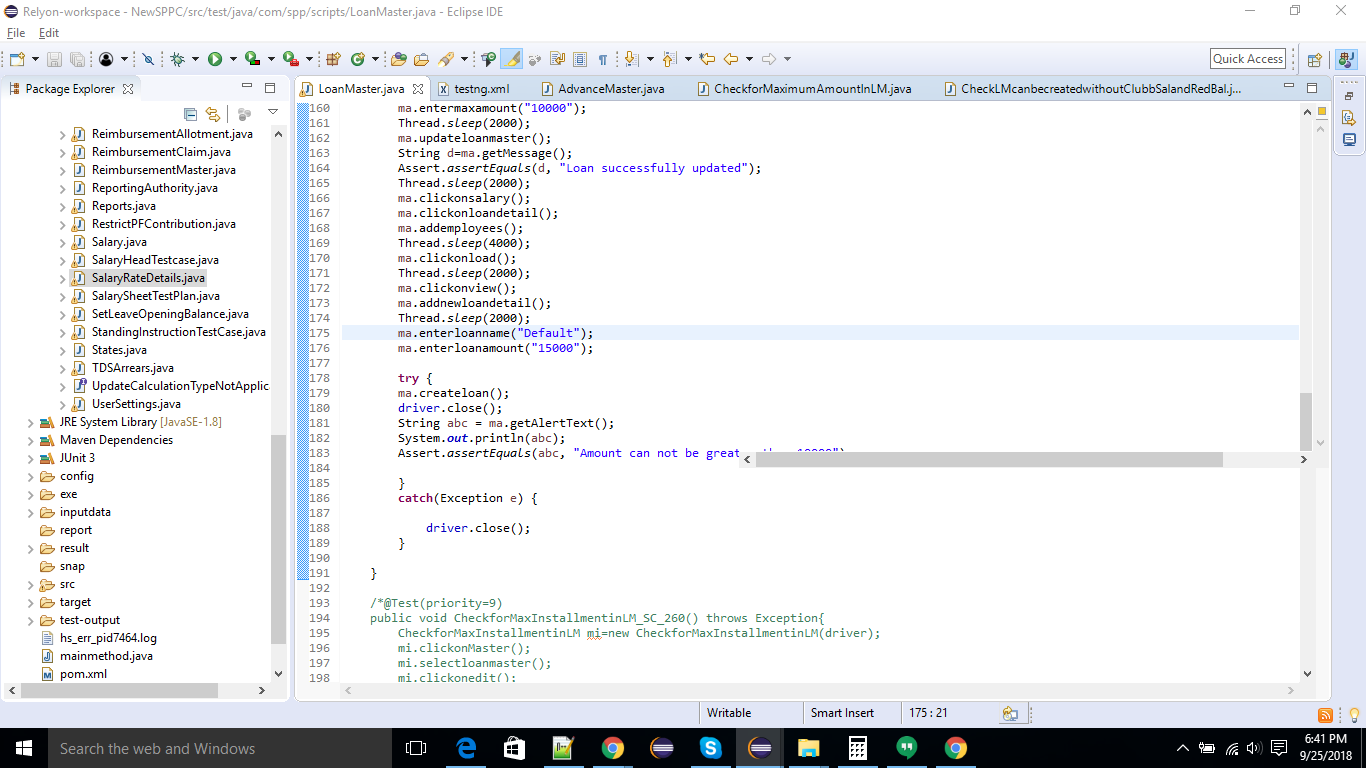 Relyon-workspace - NewSPPC/src/test/java/com/spp/scripts/LoanMaster.java - Eclipse IDE
File Edit
Quick Access
Package Explorer
LoanMaster.java testng.xml AdvanceMaster.java CheckforMaximumAmountInLM.java CheckLMcanbecreatedwithoutClubbSalandRedBal.j...
ReimbursementAllotment.java
ReimbursementClaim.java
ReimbursementMaster.java
ReportingAuthority.java
Reports.java
RestrictPFContribution.java
Salary.java
SalaryHeadTestcase.java
SalaryRateDetails.java
SalarySheetTestPlan.java
SetLeaveOpeningBalance.java
StandingInstructionTestCase.java
States.java
TDSArrears.java
UpdateCalculationTypeNotApplic
UserSettings.java
JRE System Library [JavaSE-1.8]
Maven Dependencies
JUnit 3
config
exe
inputdata
report
result
snap
src
target
test-output
hs_err_pid7464.log
mainmethod.java
pom.xml
160 ma.entermaxamount("10000");
161 Thread.sleep(2000);
162 ma.updateloanmaster();
163 String d=ma.getMessage();
164 Assert.assertEquals(d, "Loan successfully updated");
165 Thread.sleep(2000);
166 ma.clickonsalary();
167 ma.clickonloandetail();
168 ma.addemployees();
169 Thread.sleep(4000);
170 ma.clickonload();
171 Thread.sleep(2000);
172 ma.clickonview();
173 ma.addnewloandetail();
174 Thread.sleep(2000);
175 ma.enterloanname("Default");
176 ma.enterloanamount("15000");
177
178 try {
179 ma.createloan();
180 driver.close();
181 String abc = ma.getAlertText();
182 System.out.println(abc);
183 Assert.assertEquals(abc, "Amount can not be great
184
185 }
186 catch(Exception e) {
187
188 driver.close();
189 }
190
191 }
192
193 /*@Test(priority=9)
194 public void CheckforMaxInstallmentinLM_SC_260() throws Exception{
195 CheckforMaxInstallmentinLM mi=new CheckforMaxInstallmentinLM(driver);
196 mi.clickonMaster();
197 mi.selectloanmaster();
198 mi.clickonedit();
Writable Smart Insert 175 : 21
Search the web and Windows
6:41 PM
9/25/2018